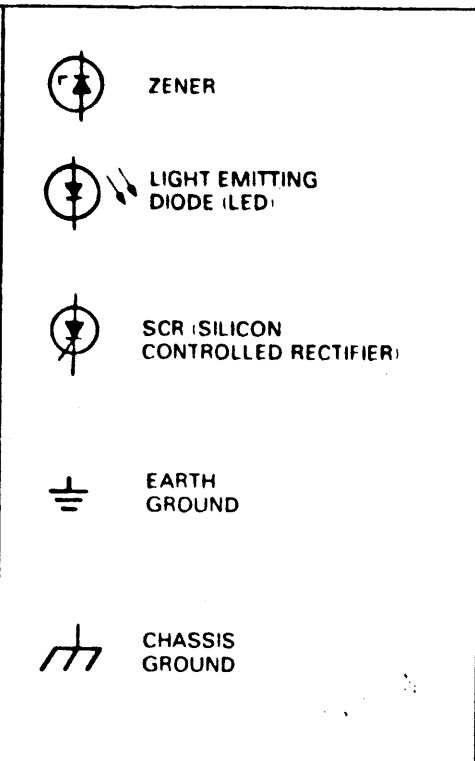 ZENER
LIGHT EMITTING
DIODE (LED)
SCR (SILICON
CONTROLLED RECTIFIER)
EARTH
GROUND
CHASSIS
GROUND